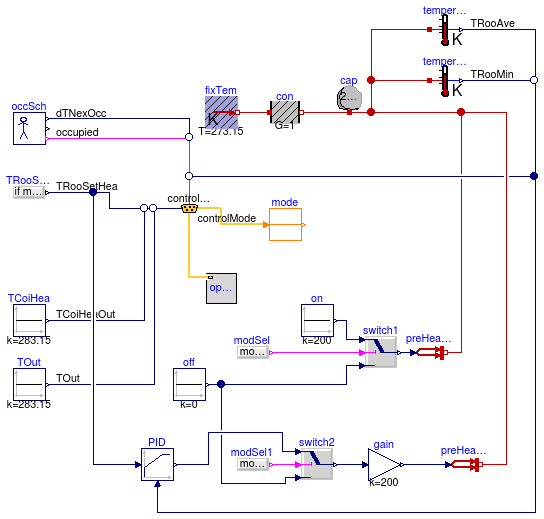 temper...
TRooAve
K
temper...
TRooMin
K
occSch
dTNexOcc
occupied
fixTem
K
T=273.15
con
G=1
cap
2...
TRooS...
if m...
TRooSetHea
control...
controlMode
mode
op...
TCoiHea
TCoiHeaOut
k=283.15
on
k=200
switch1
modSel
mo...
preHea...
TOut
TOut
k=283.15
off
k=0
PID
modSel1
mo...
switch2
gain
k=200
preHea...